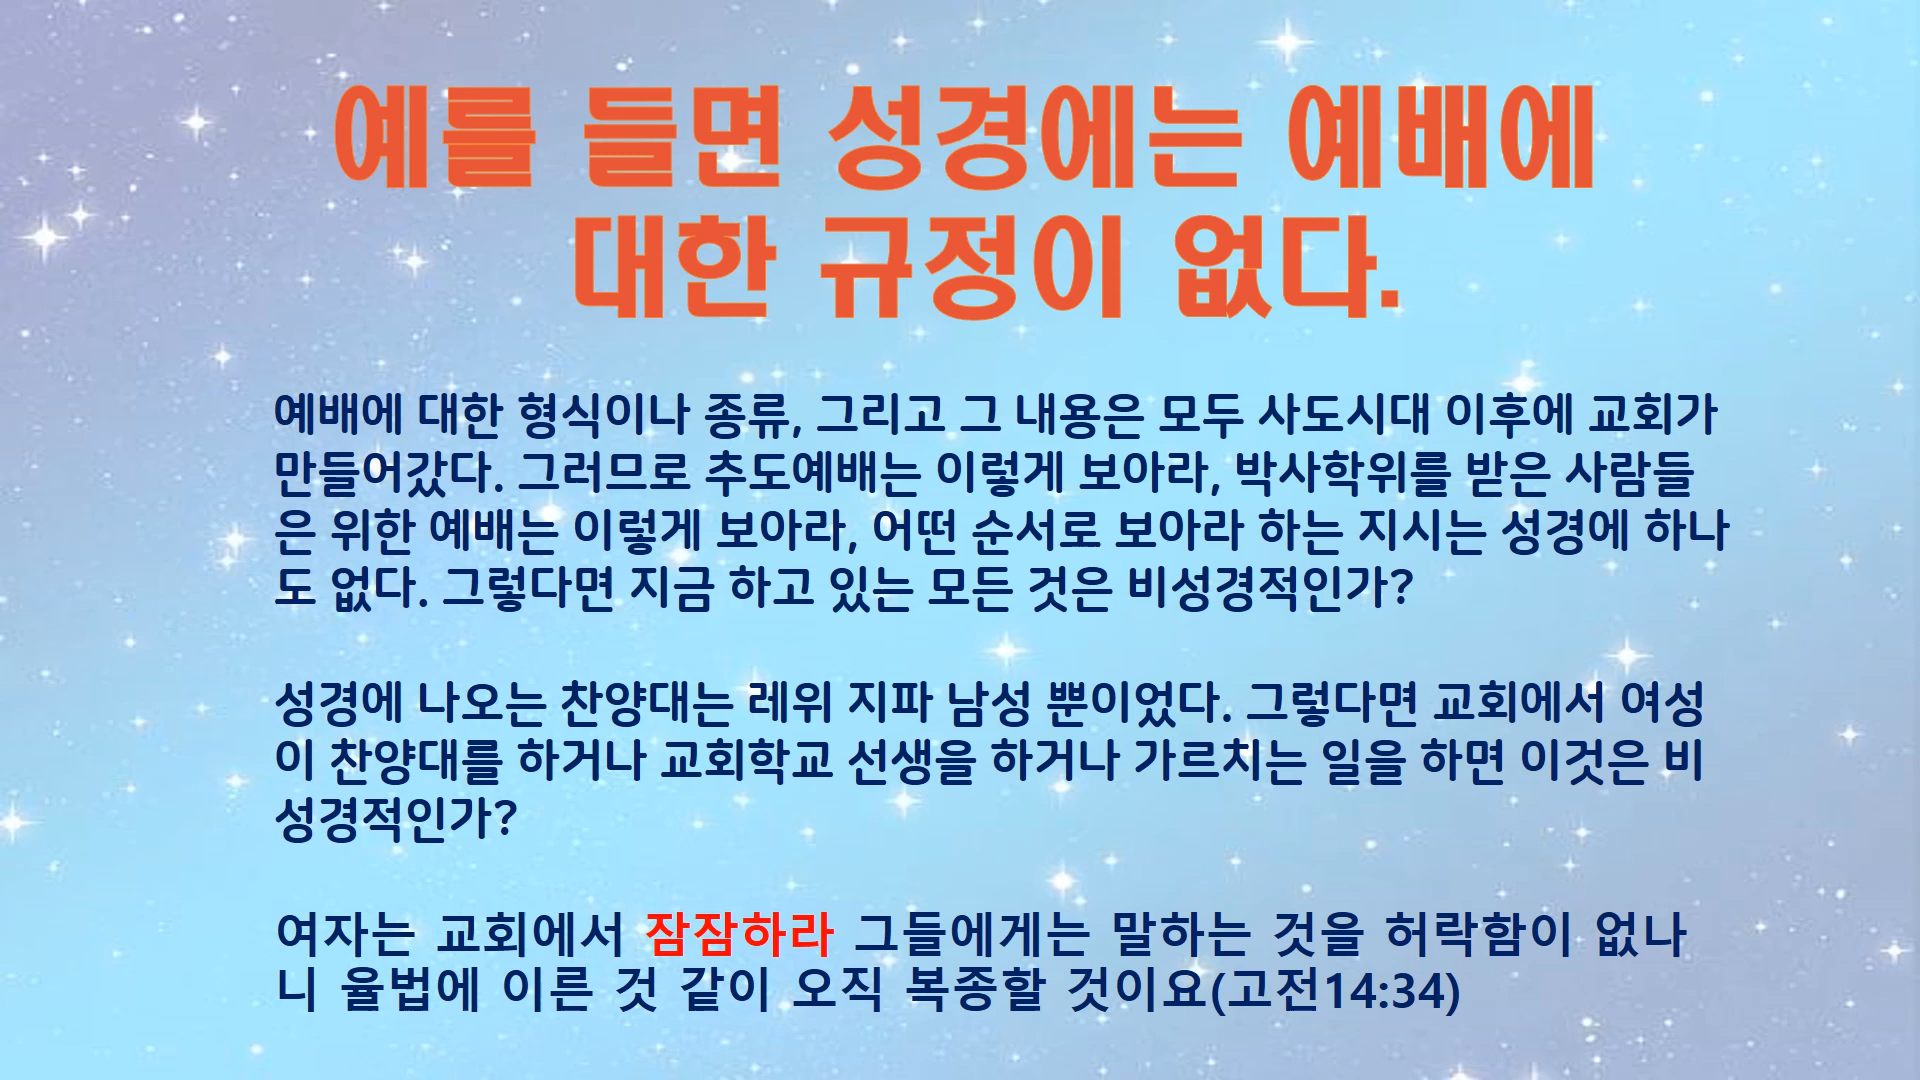 예를 들면 성경에는 예배에
대한 규정이 없다.
예배에 대한 형식이나 종류, 그리고 그 내용은 모두 사도시대 이후에 교회가
만들어갔다. 그러므로 추도예배는 이렇게 보아라, 박사학위를 받은 사람들
은 위한 예배는 이렇게 보아라, 어떤 순서로 보아라 하는 지시는 성경에 하나
도 없다. 그렇다면 지금 하고 있는 모든 것은 비성경적인가?
성경에 나오는 찬양대는 레위 지파 남성 뿐이었다. 그렇다면 교회에서 여성
이 찬양대를 하거나 교회학교 선생을 하거나 가르치는 일을 하면 이것은 비
성경적인가?
여자는 교회에서 잠잠하라 그들에게는 말하는 것을 허락함이 없나
니 율법에 이른 것 같이 오직 복종할 것이요(고전14:34)